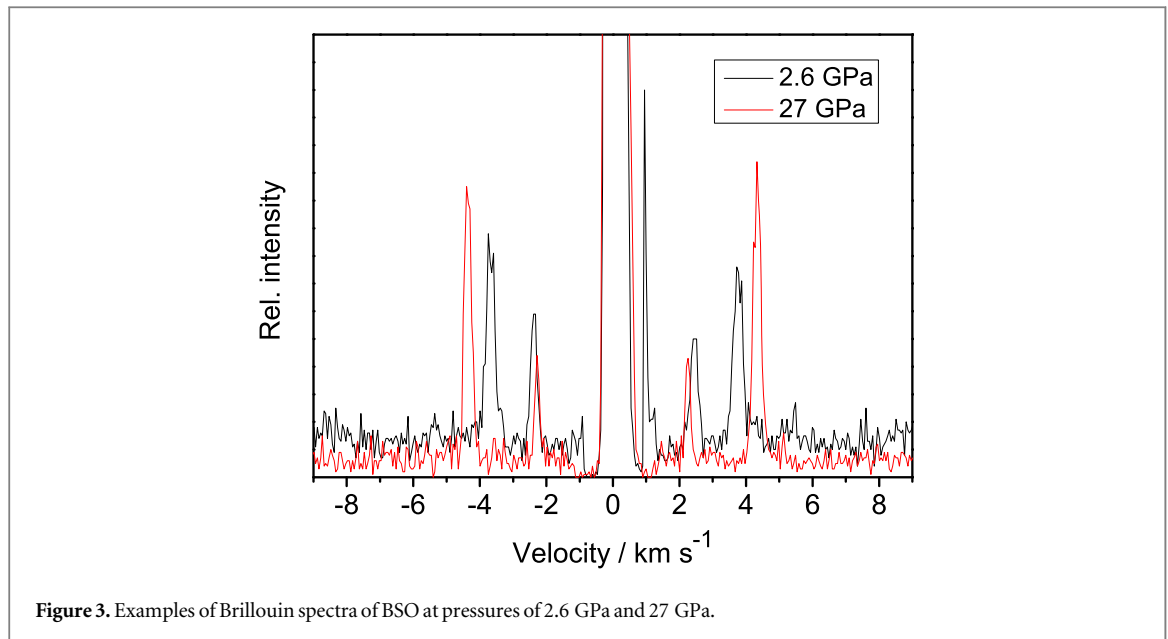 2.6 GPa
27 GPa
Rel. intensity
-8 -6 -4 -2 0 2 4 6 8
Velocity / km s⁻¹
Figure 3. Examples of Brillouin spectra of BSO at pressures of 2.6 GPa and 27 GPa.